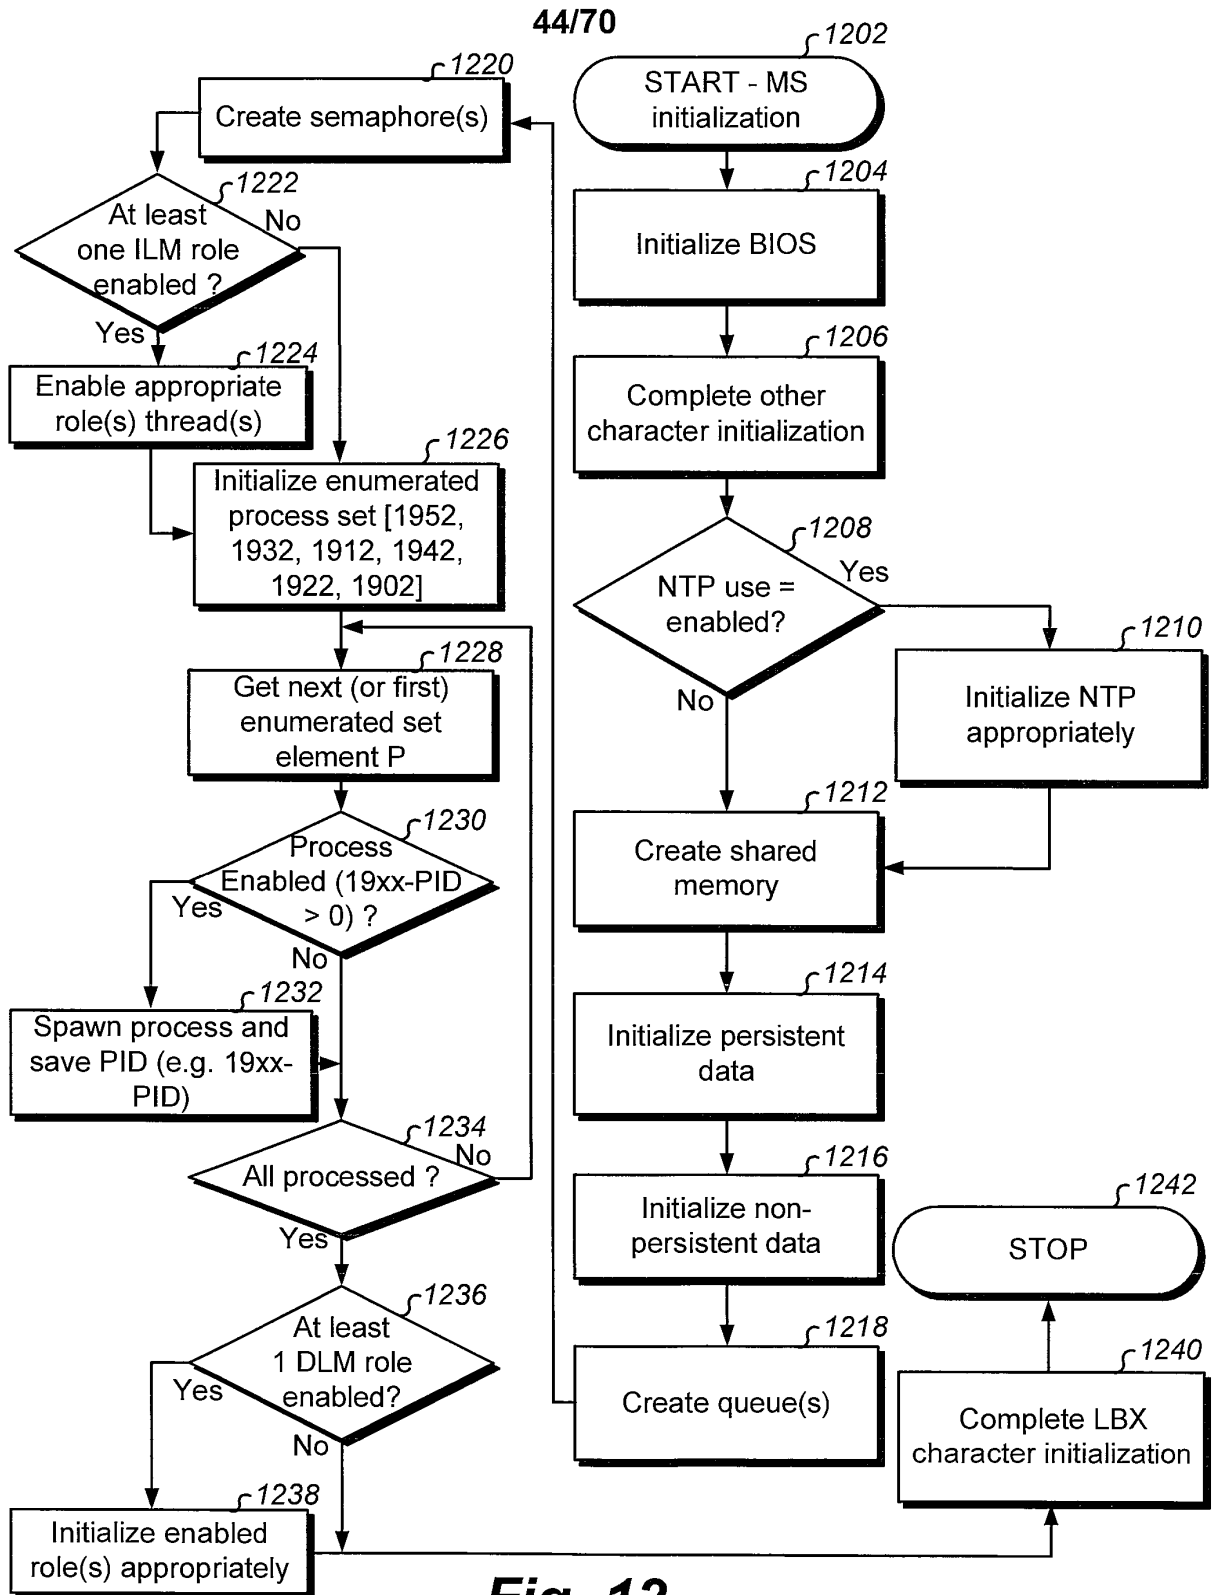 44/70
1202
START - MS
initialization
1204
Initialize BIOS
1206
Complete other
character initialization
1208
NTP use =
enabled?
Yes
No
1210
Initialize NTP
appropriately
1212
Create shared
memory
1214
Initialize persistent
data
1216
Initialize non-
persistent data
1218
Create queue(s)
1220
Create semaphore(s)
1222
At least
one ILM role
enabled ?
No
Yes
1224
Enable appropriate
role(s) thread(s)
1226
Initialize enumerated
process set [1952,
1932, 1912, 1942,
1922, 1902]
1228
Get next (or first)
enumerated set
element P
1230
Process
Enabled (19xx-PID
> 0) ?
Yes
No
1232
Spawn process and
save PID (e.g. 19xx-
PID)
1234
All processed ?
No
Yes
1236
At least
1 DLM role
enabled?
Yes
No
1238
Initialize enabled
role(s) appropriately
1240
Complete LBX
character initialization
1242
STOP
Fig. 12